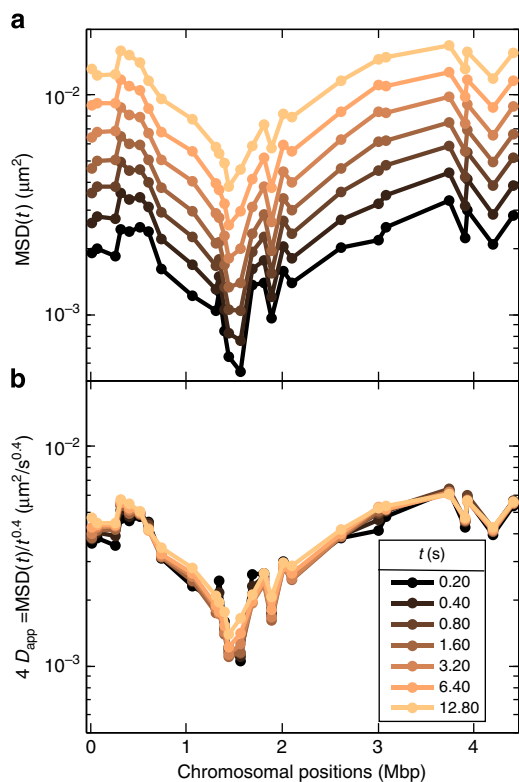 a
10⁻²
MSD(t) (μm²)
10⁻³
b
10⁻²
4 D_app =MSD(t)/t^0.4 (μm²/s^0.4)
10⁻³
t (s)
0.20
0.40
0.80
1.60
3.20
6.40
12.80
0 1 2 3 4
Chromosomal positions (Mbp)